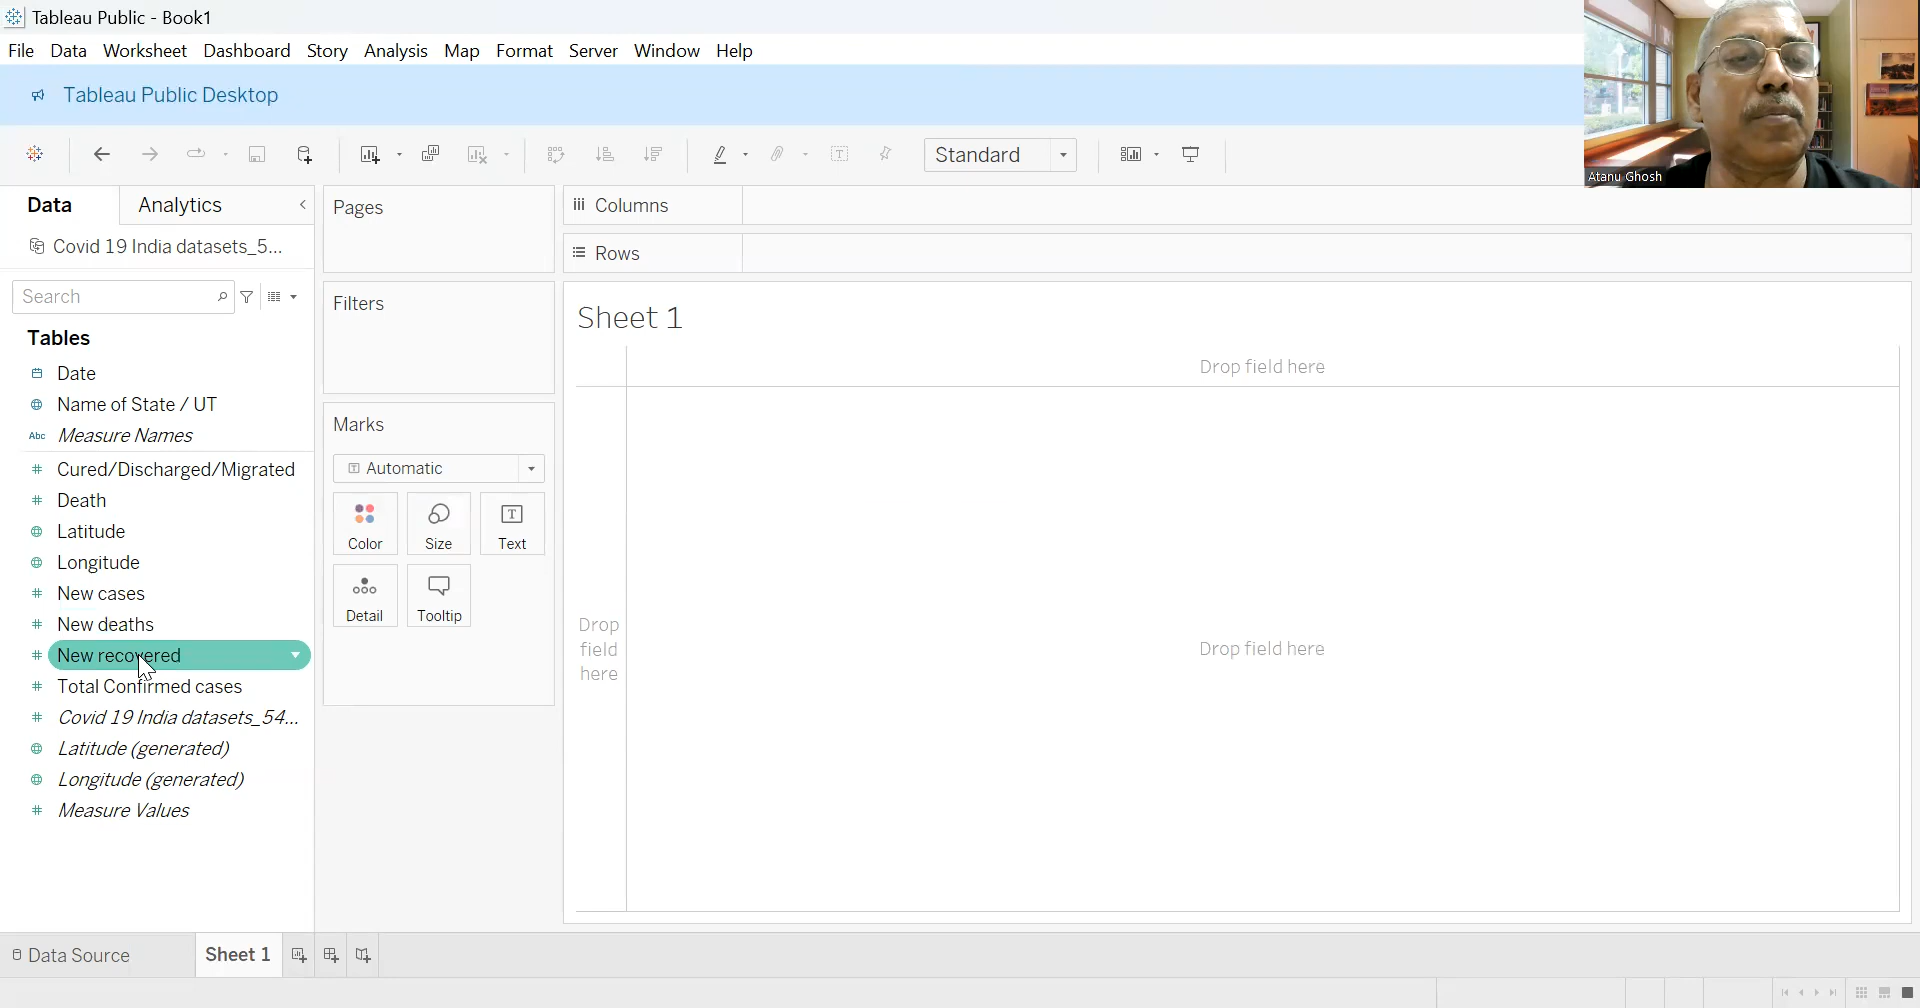 Tableau Public - Book1
File Data Worksheet Dashboard Story Analysis Map Format Server Window Help
Tableau Public Desktop
Standard
Atanu Ghosh
Data Analytics
Covid 19 India datasets_5...
Search
Tables
Date
Name of State / UT
Abc Measure Names
Cured/Discharged/Migrated
Death
Latitude
Longitude
New cases
New deaths
New recovered
Total Confirmed cases
Covid 19 India datasets_54...
Latitude (generated)
Longitude (generated)
Measure Values
Pages
Filters
Marks
Automatic
Color Size Text
Detail Tooltip
Columns
Rows
Sheet 1
Drop field here
Drop
field
here
Drop field here
Data Source Sheet 1